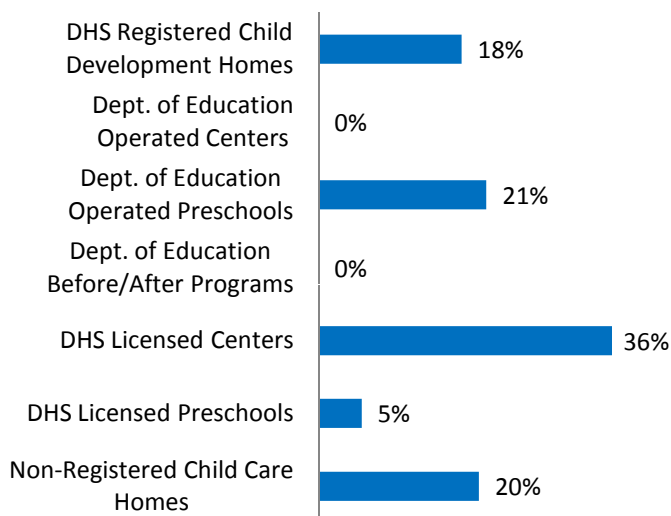 DHS Registered Child
Development Homes
18%
Dept. of Education
Operated Centers
0%
Dept. of Education
Operated Preschools
21%
Dept. of Education
Before/After Programs
0%
DHS Licensed Centers
36%
DHS Licensed Preschools
5%
Non-Registered Child Care
Homes
20%